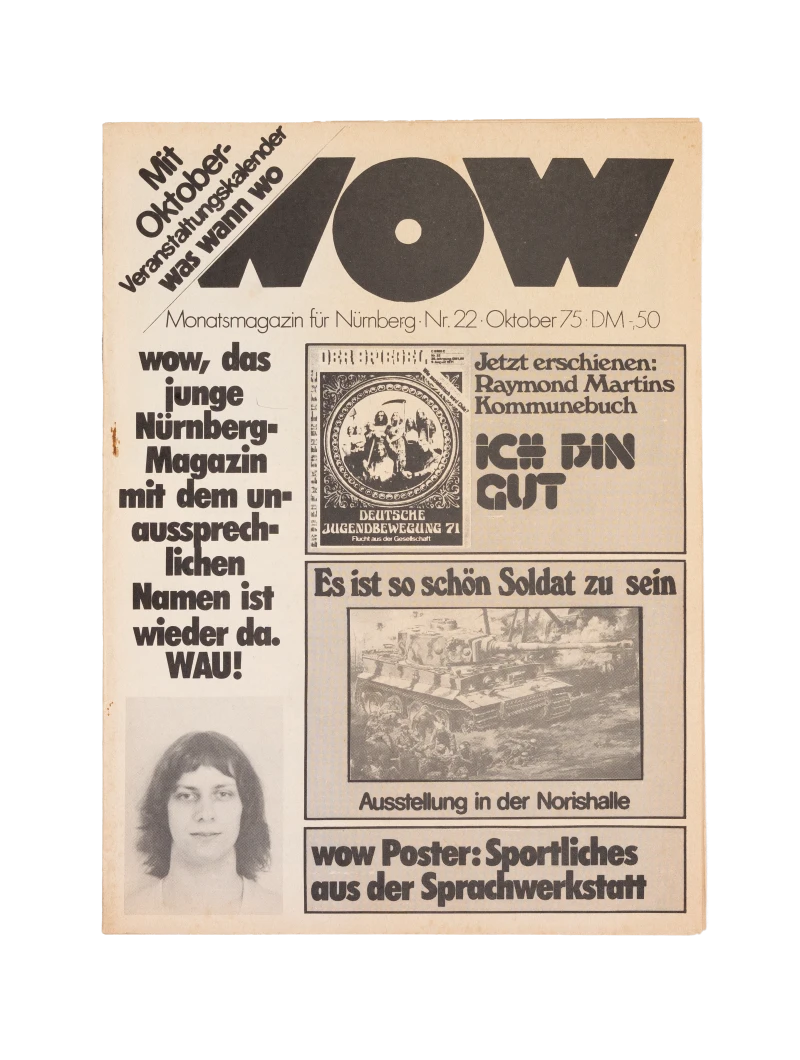 Mit
Oktober-
Veranstaltungskalender
was wann wo
WOW
Monatsmagazin für Nürnberg · Nr. 22 · Oktober 75 · DM -,50
wow, das
junge
Nürnberg-
Magazin
mit dem un-
aussprech-
lichen
Namen ist
wieder da.
WAU!
DER SPIEGEL
DEUTSCHE
JUGENDBEWEGUNG 71
Flucht aus der Gesellschaft
Jetzt erschienen:
Raymond Martins
Kommunebuch
ICH BIN
GUT
Es ist so schön Soldat zu sein
Ausstellung in der Norishalle
wow Poster: Sportliches
aus der Sprachwerkstatt